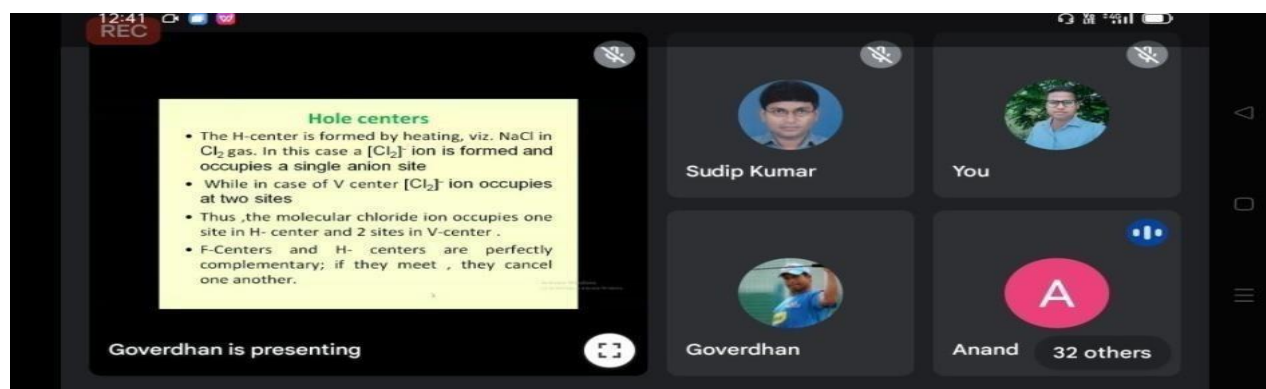 12:41
REC
Hole centers
• The H-center is formed by heating, viz. NaCl in
Cl₂ gas. In this case a [Cl₂]⁻ ion is formed and
occupies a single anion site
• While in case of V center [Cl₂]⁻ ion occupies
at two sites
• Thus ,the molecular chloride ion occupies one
site in H- center and 2 sites in V-center .
• F-Centers and H- centers are perfectly
complementary; if they meet , they cancel
one another.
Goverdhan is presenting
Sudip Kumar
You
Goverdhan
A
Anand
32 others